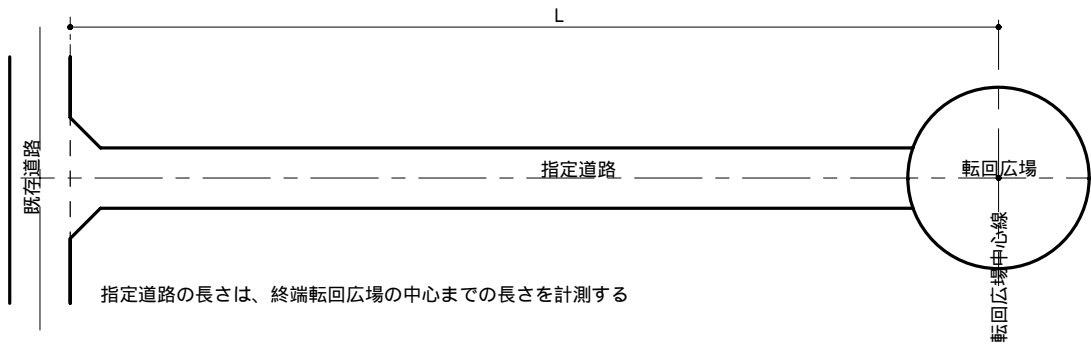 L
既存道路
指定道路
転回広場
転回広場中心線
指定道路の長さは、終端転回広場の中心までの長さを計測する